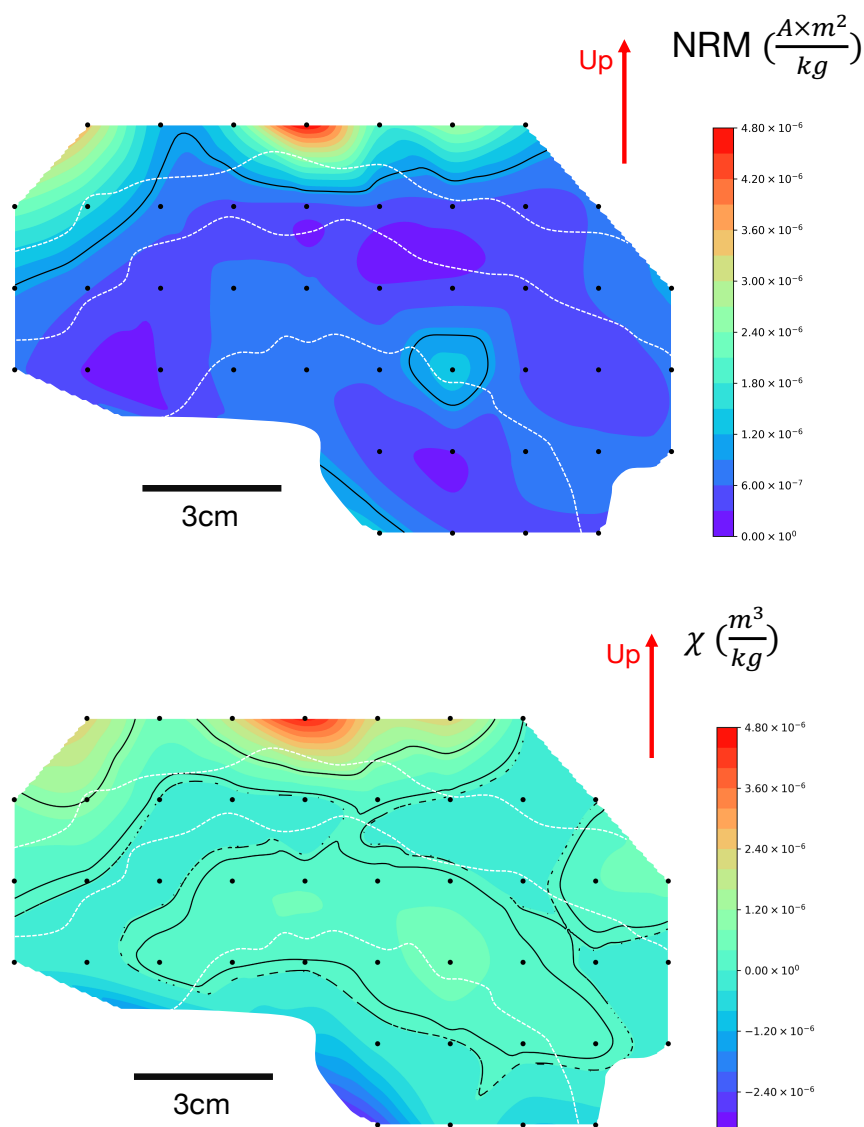 NRM (A×m²/kg)
Up
4.80 × 10⁻⁶
4.20 × 10⁻⁶
3.60 × 10⁻⁶
3.00 × 10⁻⁶
2.40 × 10⁻⁶
1.80 × 10⁻⁶
1.20 × 10⁻⁶
6.00 × 10⁻⁷
0.00 × 10⁰
3cm
χ (m³/kg)
Up
4.80 × 10⁻⁶
3.60 × 10⁻⁶
2.40 × 10⁻⁶
1.20 × 10⁻⁶
0.00 × 10⁰
−1.20 × 10⁻⁶
−2.40 × 10⁻⁶
3cm